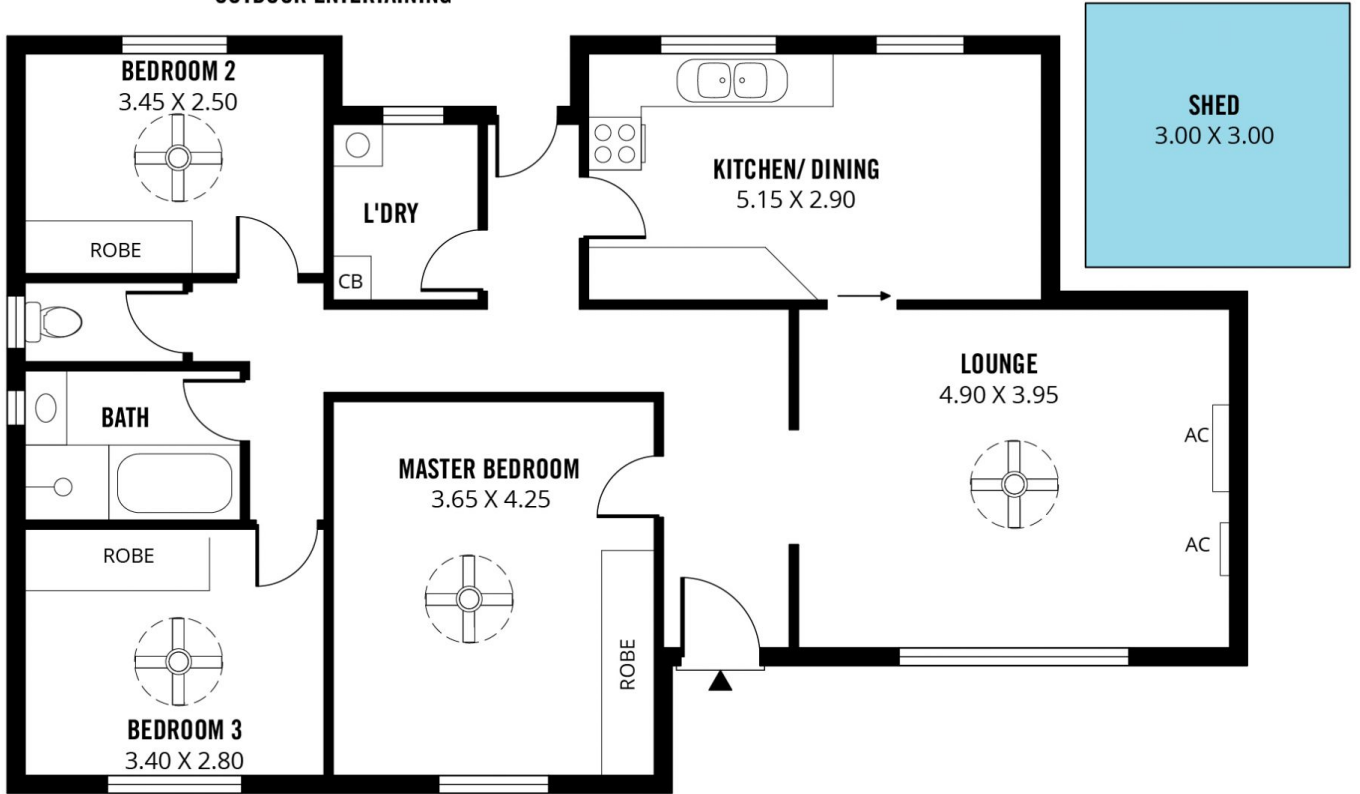 OUTDOOR ENTERTAINING
BEDROOM 2
3.45 X 2.50
ROBE
L'DRY
CB
KITCHEN/ DINING
5.15 X 2.90
SHED
3.00 X 3.00
BATH
MASTER BEDROOM
3.65 X 4.25
ROBE
LOUNGE
4.90 X 3.95
AC
AC
ROBE
BEDROOM 3
3.40 X 2.80